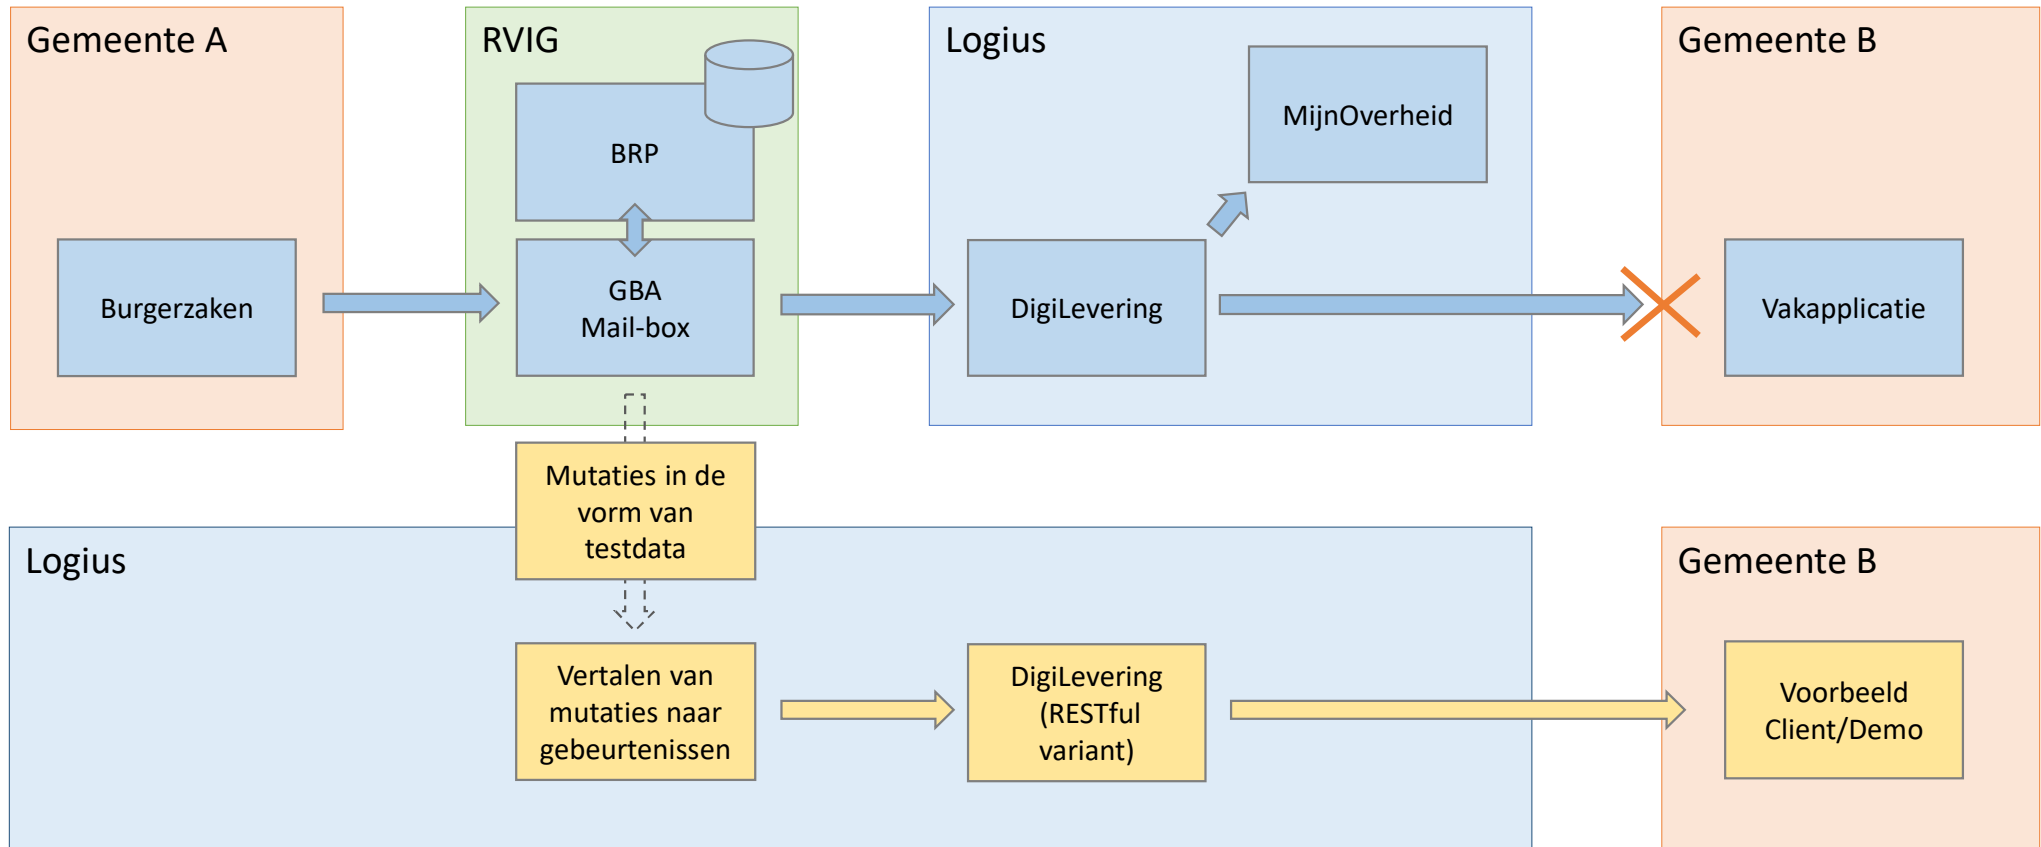 Gemeente A
RVIG
Logius
Gemeente B
MijnOverheid
BRP
Burgerzaken
GBA
Mail-box
DigiLevering
Vakapplicatie
Mutaties in de
vorm van
testdata
Logius
Gemeente B
Vertalen van
mutaties naar
gebeurtenissen
DigiLevering
(RESTful
variant)
Voorbeeld
Client/Demo